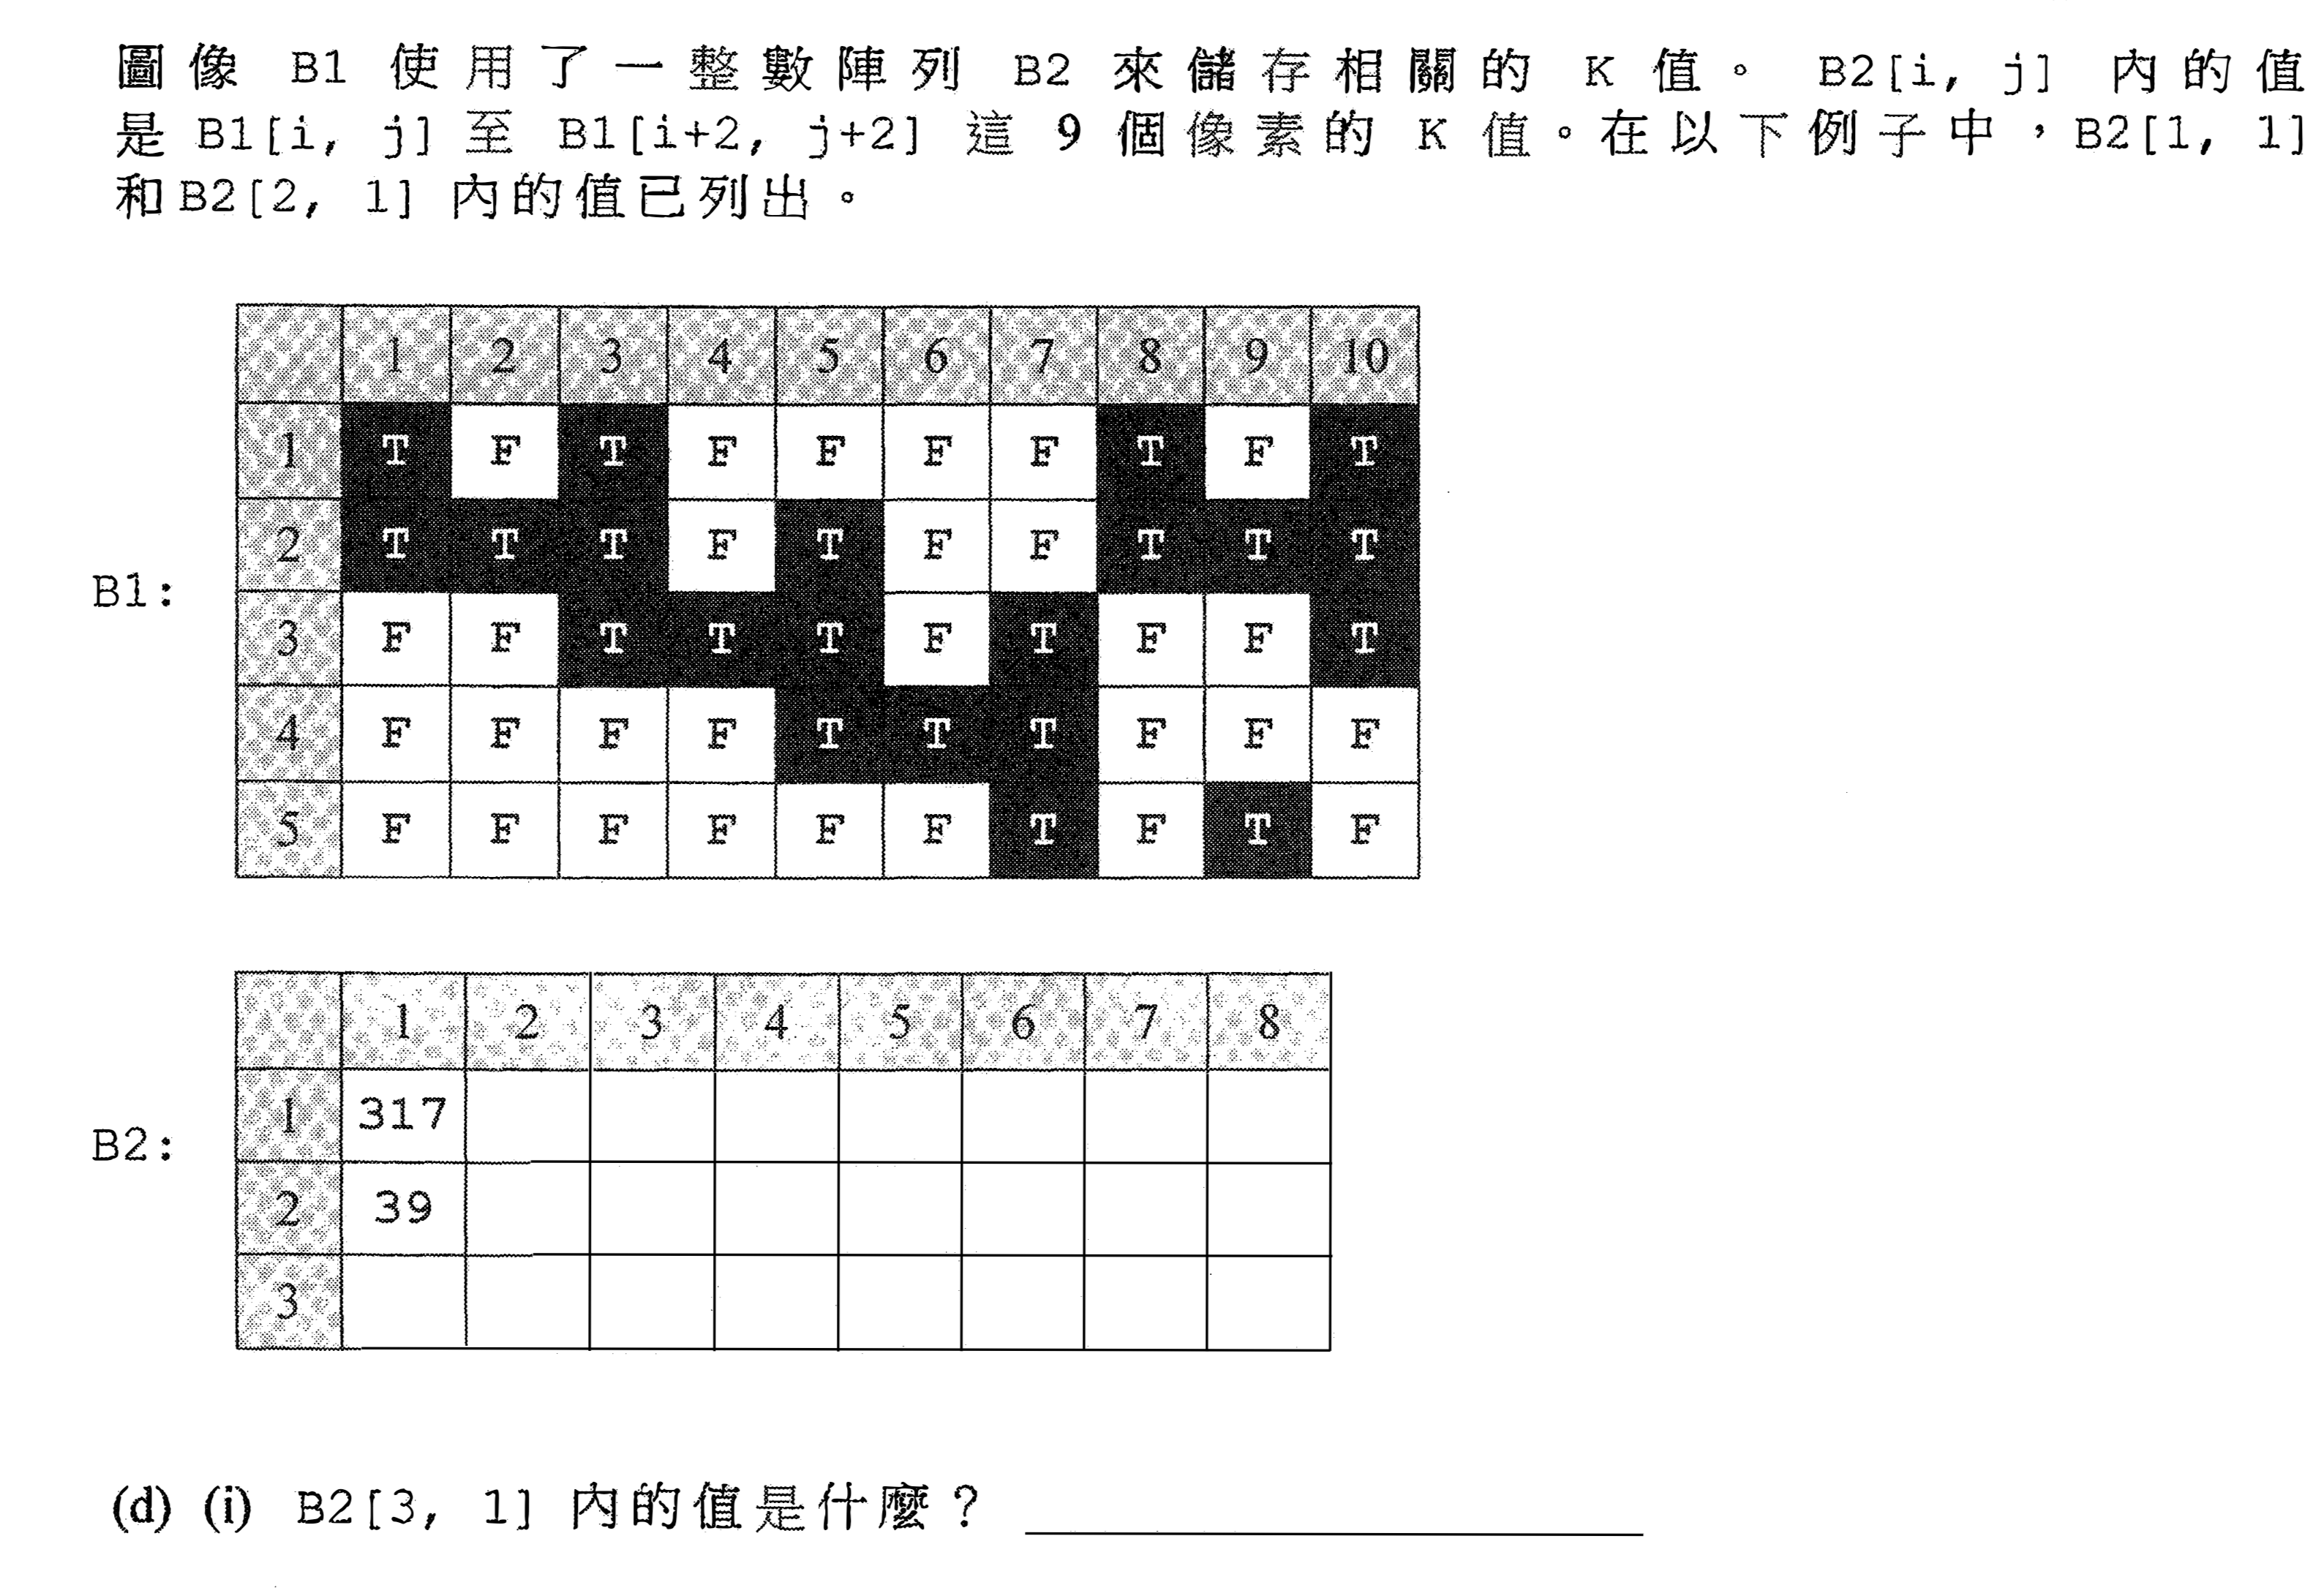 圖像 B1 使用了一整數陣列 B2 來儲存相關的 K 值。 B2[i, j] 內的值
是 B1[i, j] 至 B1[i+2, j+2] 這 9 個像素的 K 值。在以下例子中，B2[1, 1]
和 B2[2, 1] 內的值已列出。
1 2 3 4 5 6 7 8 9 10
1 T F T F F F F T F T
2 T T T F T F F T T T
B1:
3 F F T T T F T F F T
4 F F F F T T T F F F
5 F F F F F F T F T F
1 2 3 4 5 6 7 8
1 317
B2:
2 39
3
(d) (i) B2[3, 1] 內的值是什麼？